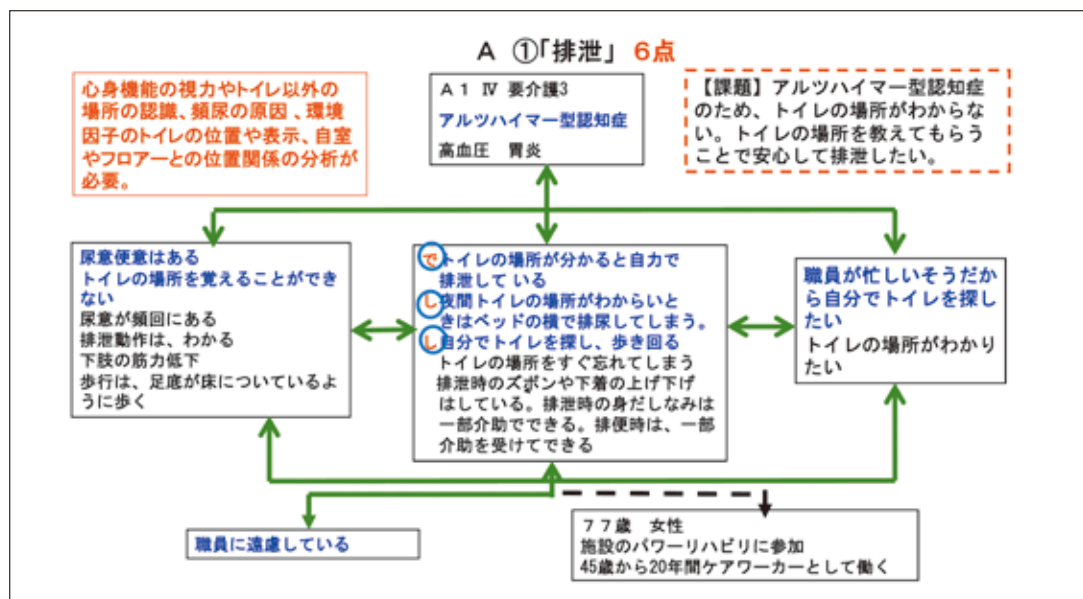 A ①「排泄」 6点
心身機能の視力やトイレ以外の
場所の認識、頻尿の原因 、環境
因子のトイレの位置や表示、自室
やフロアーとの位置関係の分析が
必要。
A1 Ⅳ 要介護3
アルツハイマー型認知症
高血圧 胃炎
【課題】アルツハイマー型認知症
のため、トイレの場所がわからな
い。トイレの場所を教えてもらう
ことで安心して排泄したい。
尿意便意はある
トイレの場所を覚えることができ
ない
尿意が頻回にある
排泄動作は、わかる
下肢の筋力低下
歩行は、足底が床についているよ
うに歩く
で トイレの場所が分かると自力で
排泄して いる
し 夜間トイレの場所がわからいと
きはベッドの横で排尿してしまう。
し 自分でトイレを探し、歩き回る
トイレの場所をすぐ忘れてしまう
排泄時のズボンや下着の上げ下げ
はしている。排泄時の身だしなみは
一部介助でできる。排便時は、一部
介助を受けてできる
職員が忙しいそうだか
ら自分でトイレを探し
たい
トイレの場所がわかり
たい
職員に遠慮している
77歳 女性
施設のパワーリハビリに参加
45歳から20年間ケアワーカーとして働く